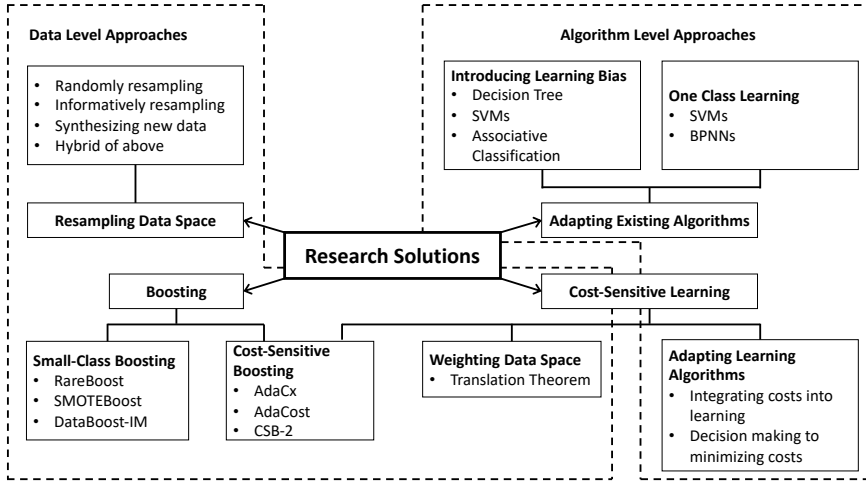 Data Level Approaches
Algorithm Level Approaches
• Randomly resampling
• Informatively resampling
• Synthesizing new data
• Hybrid of above
Introducing Learning Bias
• Decision Tree
• SVMs
• Associative
Classification
One Class Learning
• SVMs
• BPNNs
Resampling Data Space
Adapting Existing Algorithms
Research Solutions
Boosting
Cost-Sensitive Learning
Small-Class Boosting
• RareBoost
• SMOTEBoost
• DataBoost-IM
Cost-Sensitive
Boosting
• AdaCx
• AdaCost
• CSB-2
Weighting Data Space
• Translation Theorem
Adapting Learning
Algorithms
• Integrating costs into
learning
• Decision making to
minimizing costs